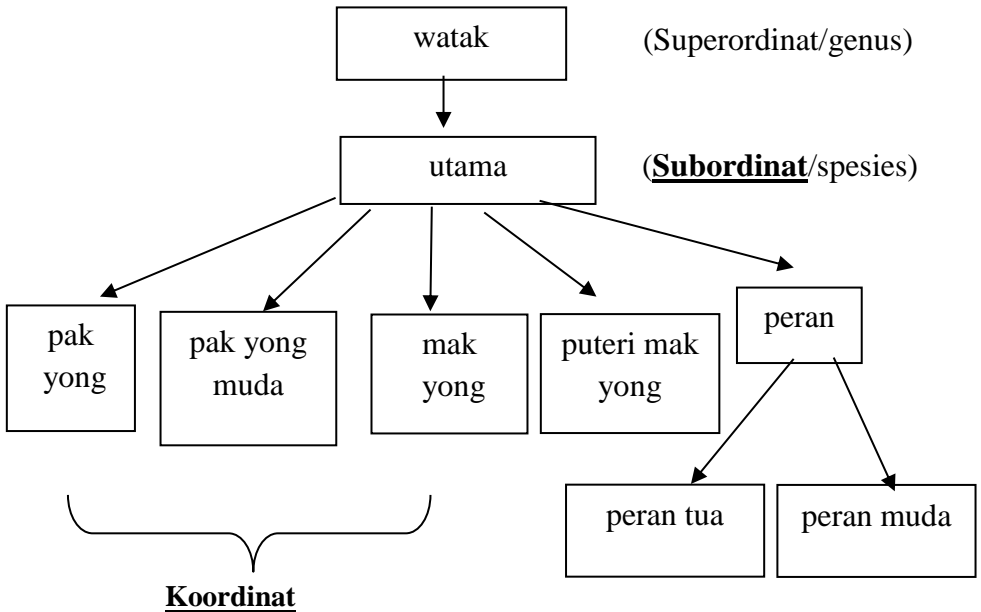 watak
(Superordinat/genus)
utama
(Subordinat/spesies)
pak
yong
pak yong
muda
mak
yong
puteri mak
yong
peran
peran tua
peran muda
Koordinat